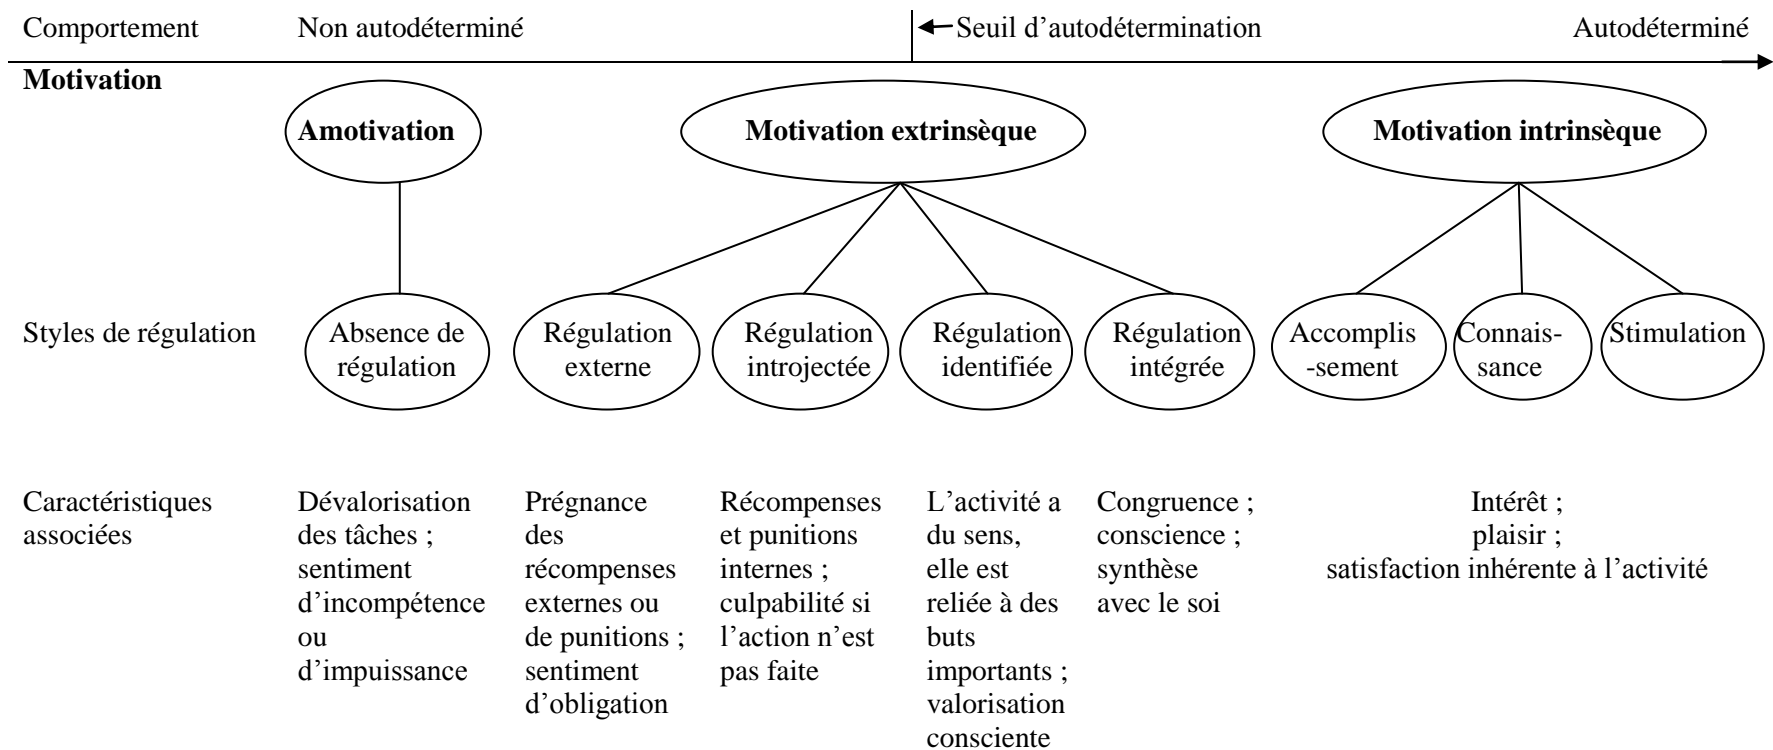 Comportement Non autodéterminé Seuil d’autodétermination Autodéterminé
Motivation
Amotivation Motivation extrinsèque Motivation intrinsèque
Styles de régulation
Absence de
régulation
Régulation
externe
Régulation
introjectée
Régulation
identifiée
Régulation
intégrée
Accomplis
-sement
Connais-
sance
Stimulation
Caractéristiques
associées
Dévalorisation
des tâches ;
sentiment
d’incompétence
ou
d’impuissance
Prégnance
des
récompenses
externes ou
de punitions ;
sentiment
d’obligation
Récompenses
et punitions
internes ;
culpabilité si
l’action n’est
pas faite
L’activité a
du sens,
elle est
reliée à des
buts
importants ;
valorisation
consciente
Congruence ;
conscience ;
synthèse
avec le soi
Intérêt ;
plaisir ;
satisfaction inhérente à l’activité